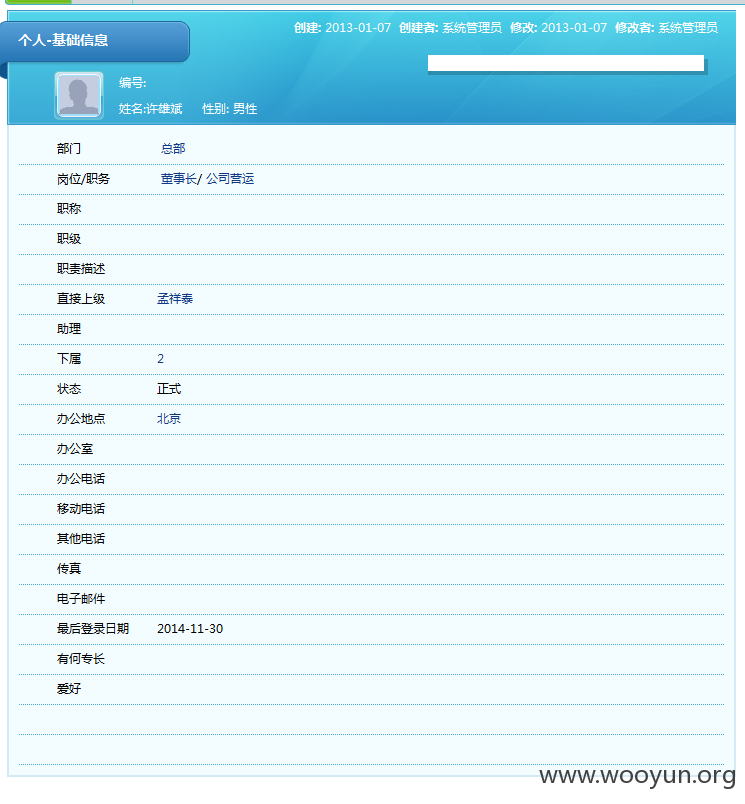 创建: 2013-01-07 创建者: 系统管理员 修改: 2013-01-07 修改者: 系统管理员
个人-基础信息
编号:
姓名:许雄斌 性别: 男性
部门 总部
岗位/职务 董事长/ 公司营运
职称
职级
职责描述
直接上级 孟祥泰
助理
下属 2
状态 正式
办公地点 北京
办公室
办公电话
移动电话
其他电话
传真
电子邮件
最后登录日期 2014-11-30
有何专长
爱好
www.wooyun.org